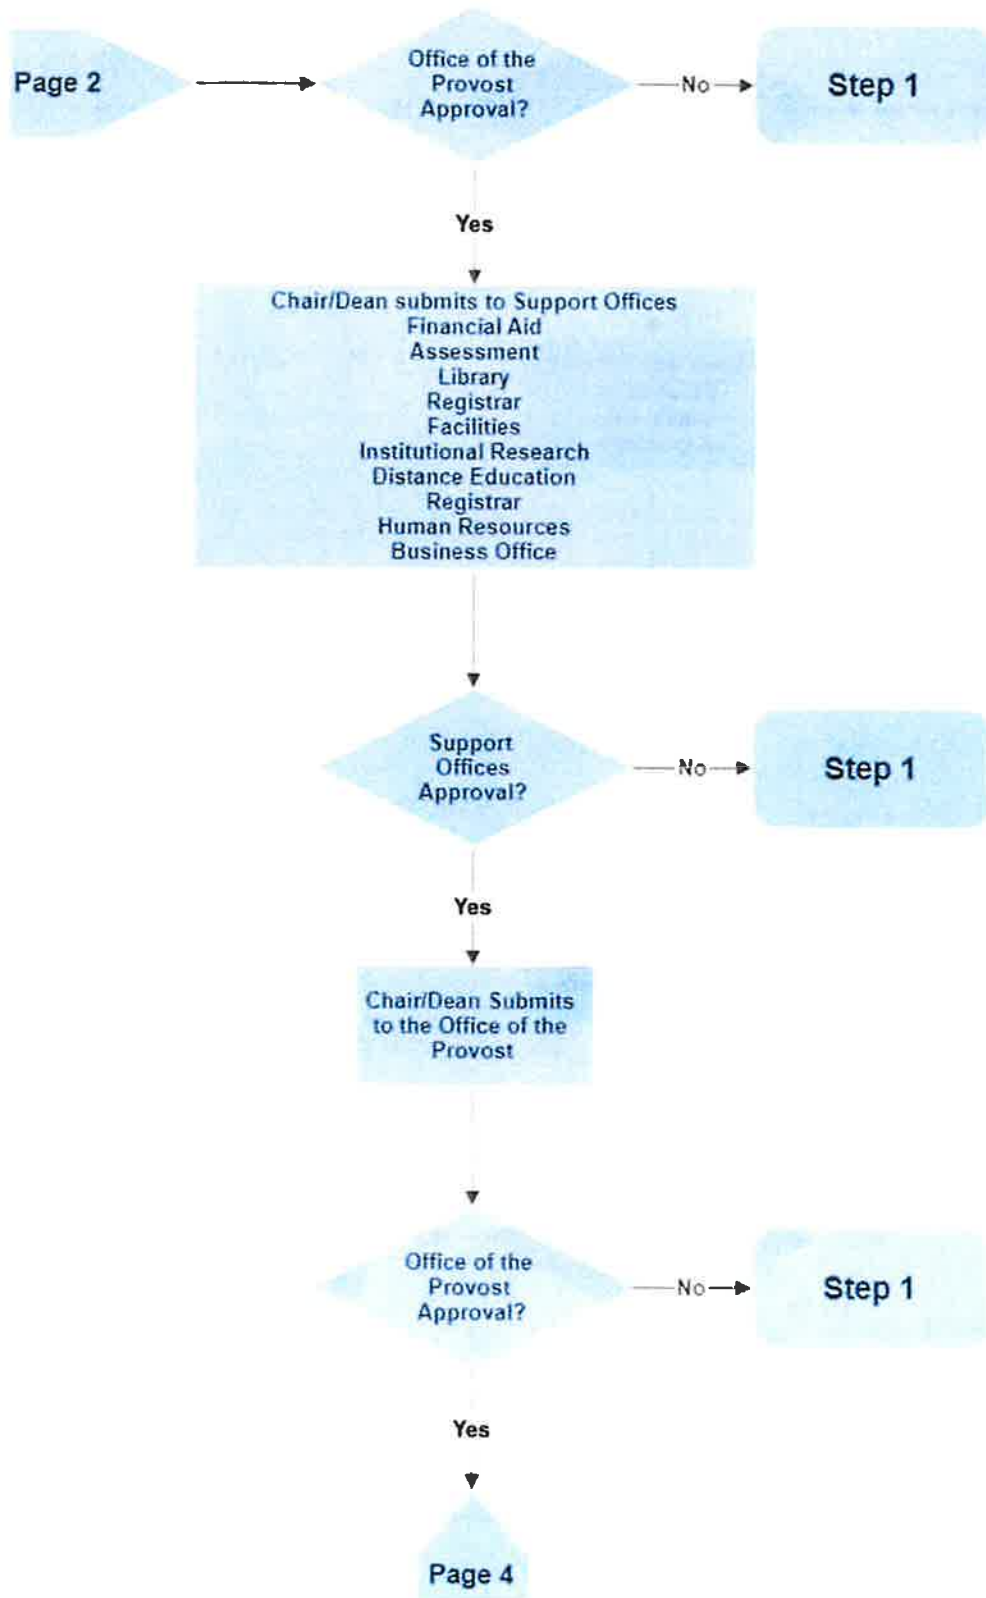 Page 2
Office of the
Provost
Approval?
No
Step 1
Yes
Chair/Dean submits to Support Offices
Financial Aid
Assessment
Library
Registrar
Facilities
Institutional Research
Distance Education
Registrar
Human Resources
Business Office
Support
Offices
Approval?
No
Step 1
Yes
Chair/Dean Submits
to the Office of the
Provost
Office of the
Provost
Approval?
No
Step 1
Yes
Page 4